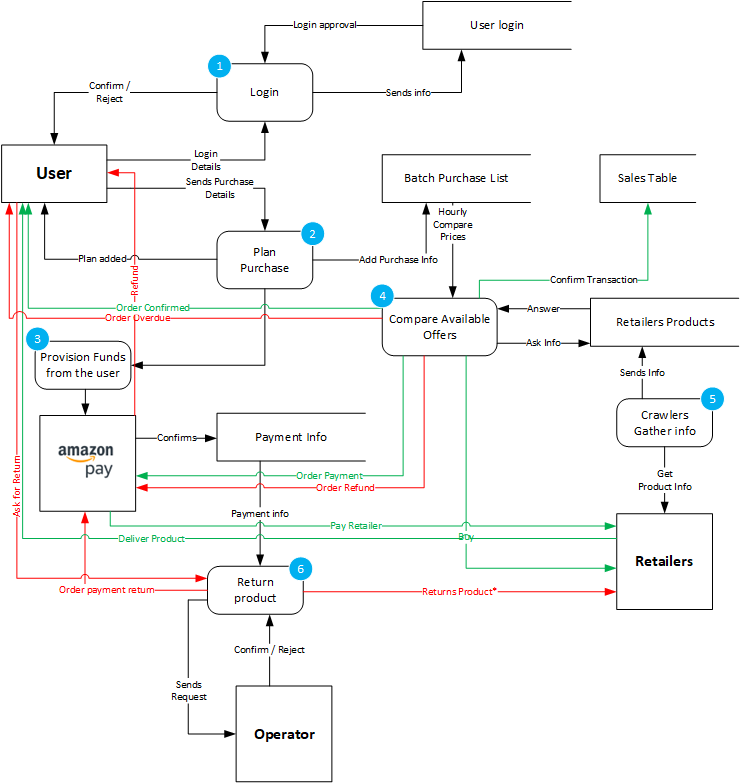 Login approval
User login
1
Login
Confirm /
Reject
Sends info
User
Login
Details
Sends Purchase
Details
Batch Purchase List
Sales Table
Hourly
Compare
Prices
2
Plan
Purchase
Plan added
Add Purchase Info
Refund
Confirm Transaction
4
Compare Available
Offers
Order Confirmed
Order Overdue
Answer
Retailers Products
Ask Info
3
Provision Funds
from the user
Sends Info
5
Crawlers
Gather info
amazon
pay
Confirms
Payment Info
Ask for Return
Order Payment
Order Refund
Get
Product Info
Payment info
Pay Retailer
Deliver Product
Buy
Retailers
6
Return
product
Order payment return
Returns Product*
Confirm / Reject
Sends
Request
Operator